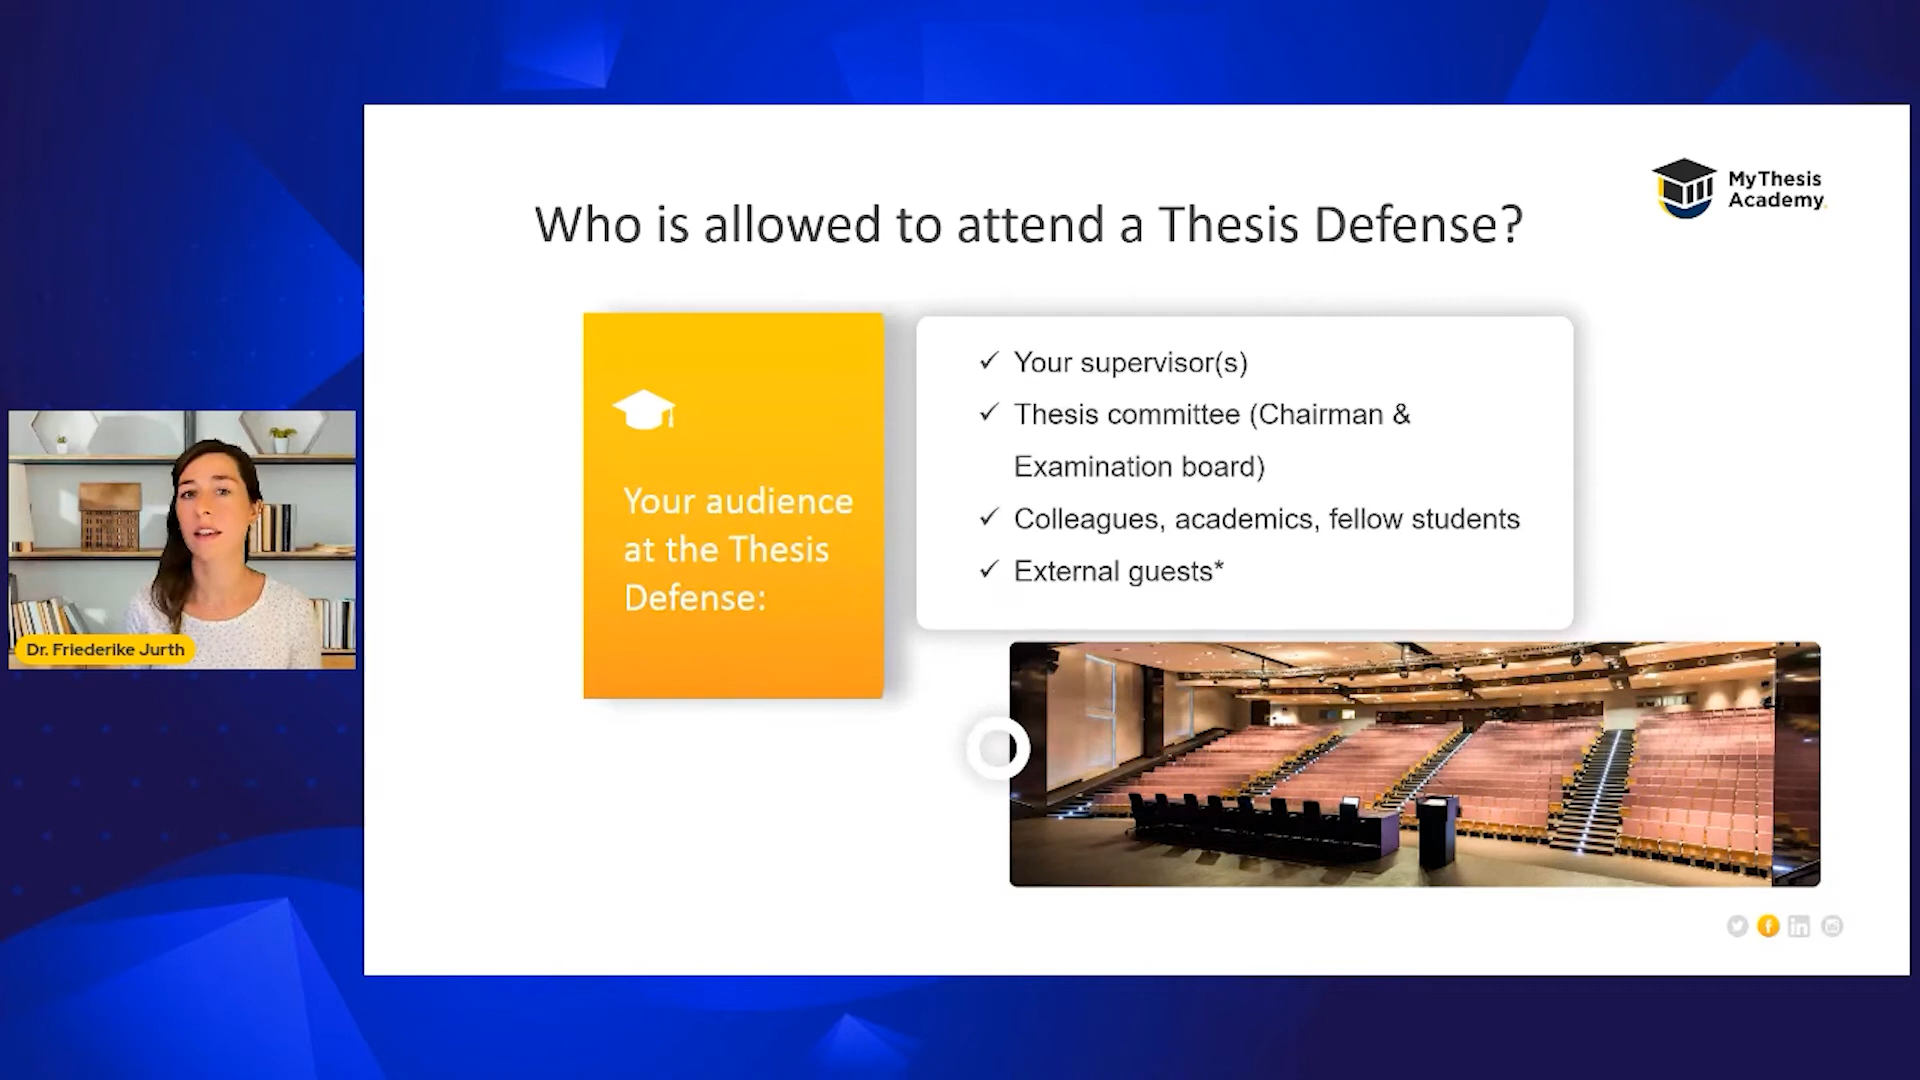 MyThesis
Academy.
Who is allowed to attend a Thesis Defense?
Your audience
at the Thesis
Defense:
✓ Your supervisor(s)
✓ Thesis committee (Chairman &
Examination board)
✓ Colleagues, academics, fellow students
✓ External guests*
Dr. Friederike Jurth